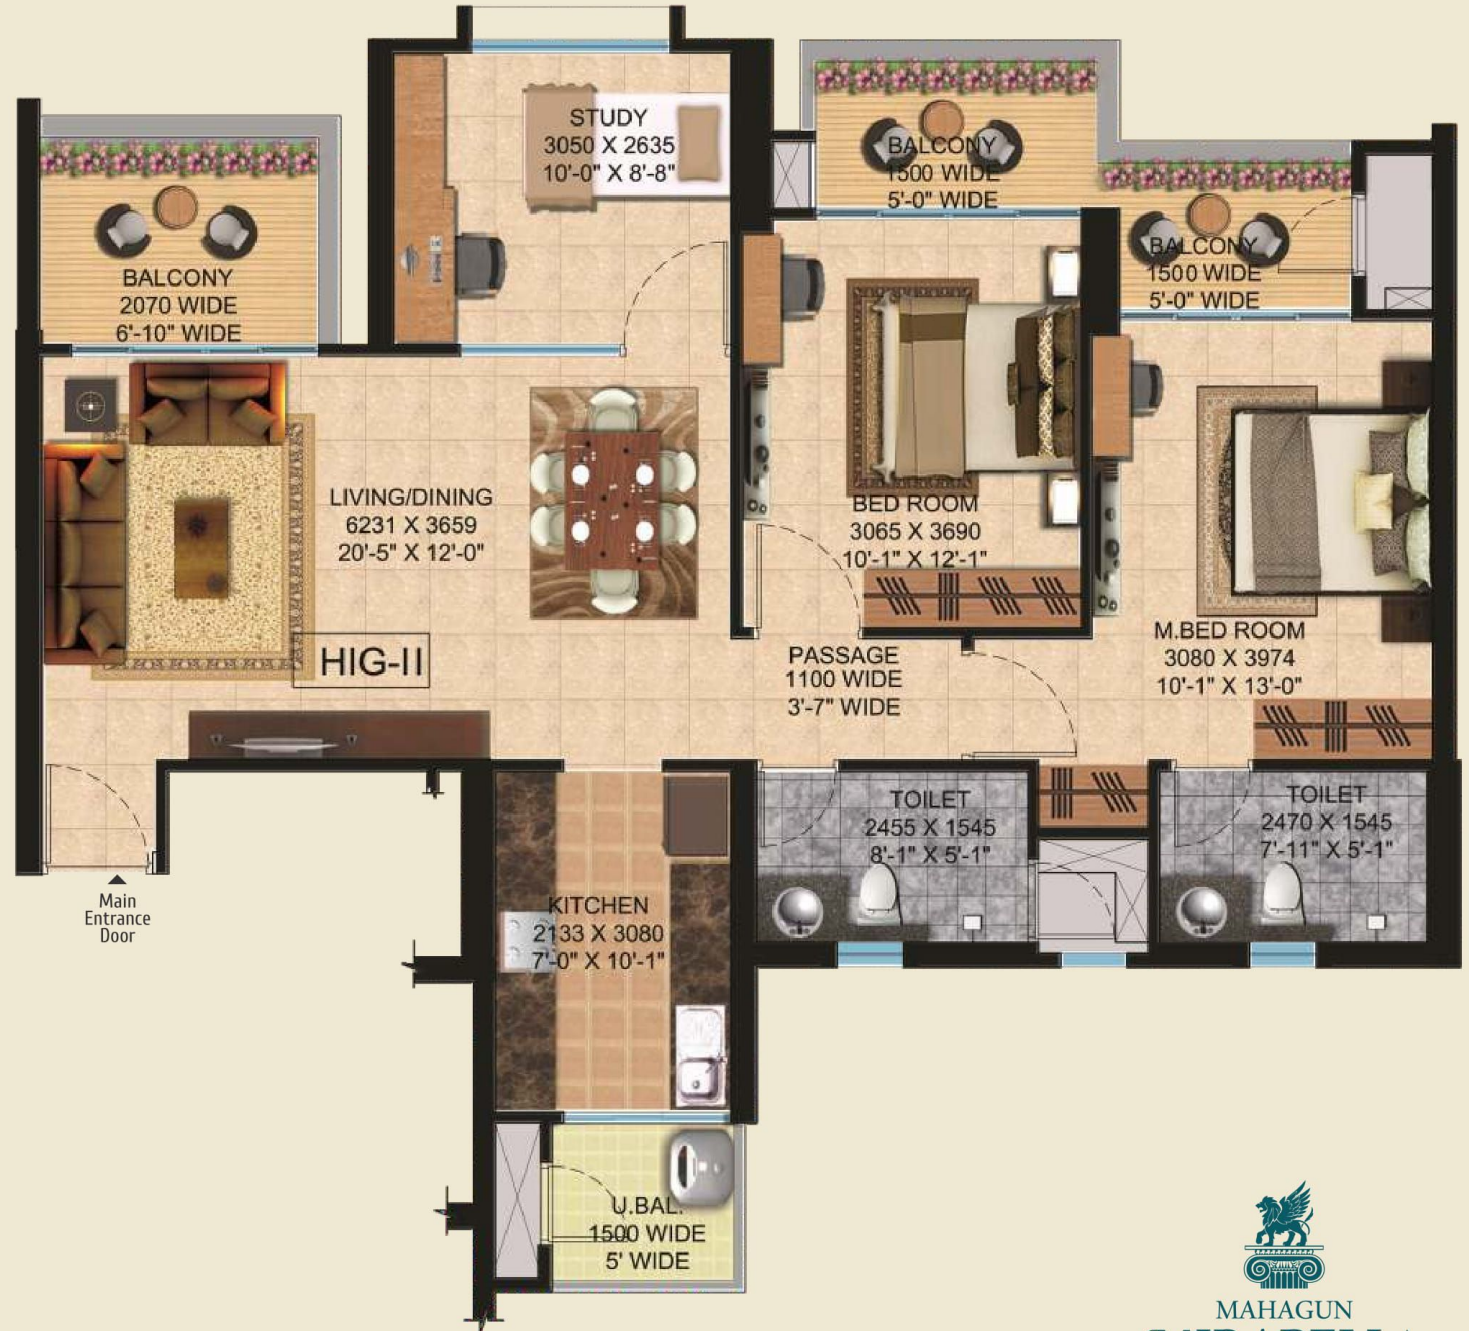 STUDY
3050 X 2635
10'-0" X 8'-8"
BALCONY
1500 WIDE
5'-0" WIDE
BALCONY
2070 WIDE
6'-10" WIDE
BALCONY
1500 WIDE
5'-0" WIDE
LIVING/DINING
6231 X 3659
20'-5" X 12'-0"
BED ROOM
3065 X 3690
10'-1" X 12'-1"
HIG-II
M.BED ROOM
3080 X 3974
10'-1" X 13'-0"
PASSAGE
1100 WIDE
3'-7" WIDE
TOILET
2455 X 1545
8'-1" X 5'-1"
TOILET
2470 X 1545
7'-11" X 5'-1"
Main
Entrance
Door
KITCHEN
2133 X 3080
7'-0" X 10'-1"
U.BAL.
1500 WIDE
5' WIDE
MAHAGUN